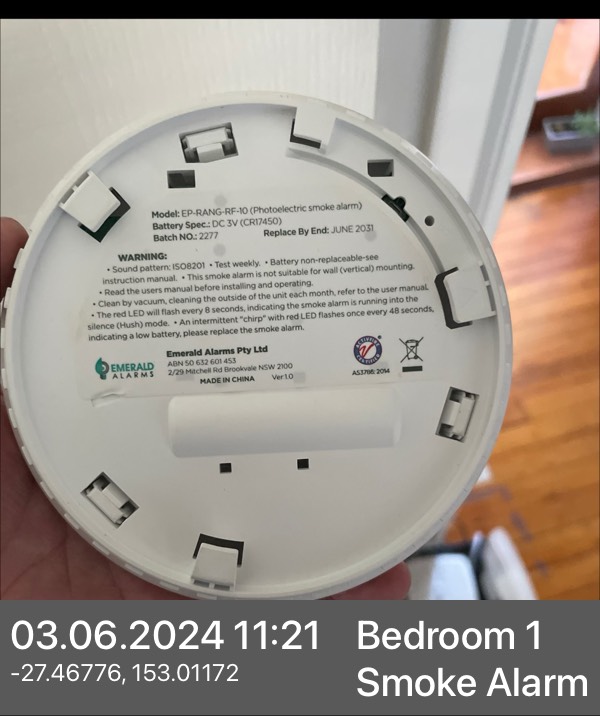 Model: EP-RANG-RF-10 (Photoelectric smoke alarm)
Battery Spec.: DC 3V (CR17450)
Batch NO.: 2277 Replace By End: JUNE 2031
WARNING:
• Sound pattern: ISO8201 • Test weekly. • Battery non-replaceable-see
instruction manual. • This smoke alarm is not suitable for wall (vertical) mounting.
• Read the users manual before installing and operating.
• Clean by vacuum, cleaning the outside of the unit each month, refer to the user manual.
• The red LED will flash every 8 seconds, indicating the smoke alarm is running into the
silence (Hush) mode. • An intermittent "chirp" with red LED flashes once every 48 seconds,
indicating a low battery, please replace the smoke alarm.
EMERALD
ALARMS
Emerald Alarms Pty Ltd
ABN 50 632 601 453
2/29 Mitchell Rd Brookvale NSW 2100
MADE IN CHINA Ver1.0
AS3786: 2014
03.06.2024 11:21
-27.46776, 153.01172
Bedroom 1
Smoke Alarm